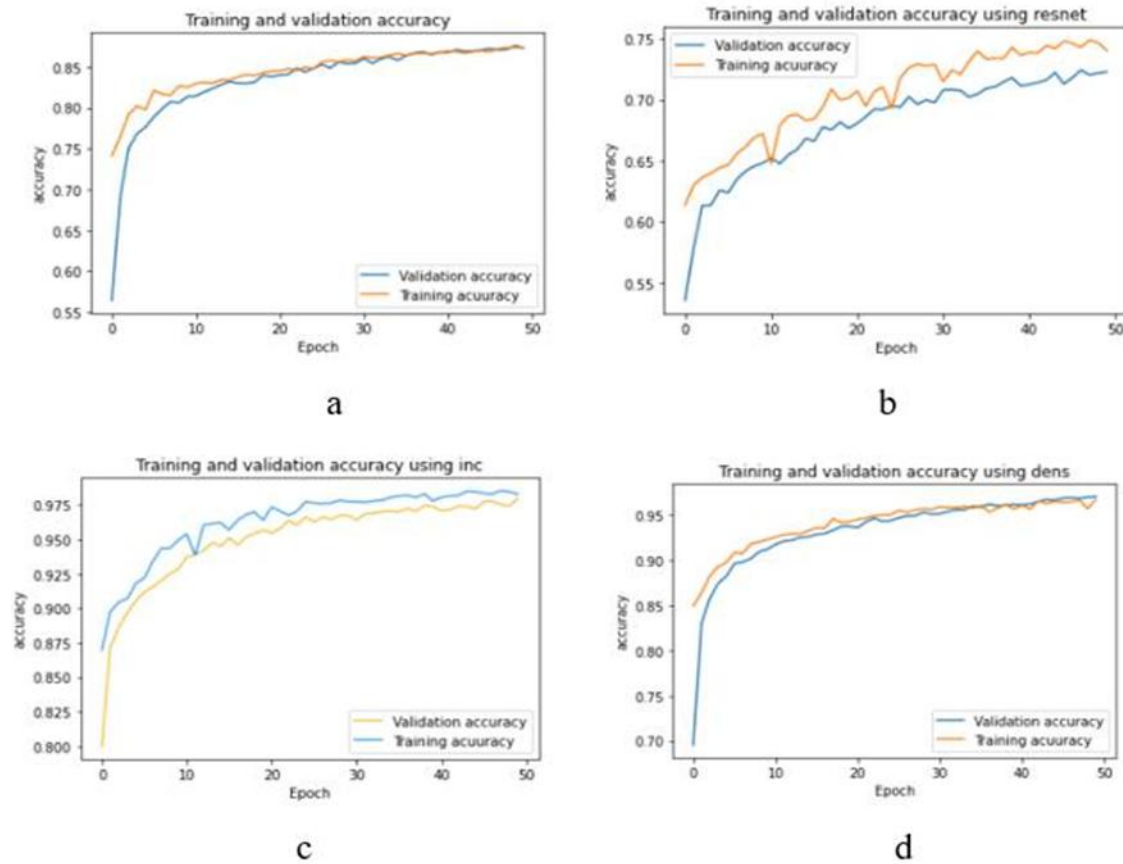 Training and validation accuracy
0.85
0.80
0.75
0.70
0.65
0.60
0.55
accuracy
Validation accuracy
Training acuuracy
0 10 20 30 40 50
Epoch
a
Training and validation accuracy using resnet
0.75
0.70
0.65
0.60
0.55
accuracy
Validation accuracy
Training acuuracy
0 10 20 30 40 50
Epoch
b
Training and validation accuracy using inc
0.975
0.950
0.925
0.900
0.875
0.850
0.825
0.800
accuracy
Validation accuracy
Training acuuracy
0 10 20 30 40 50
Epoch
c
Training and validation accuracy using dens
0.95
0.90
0.85
0.80
0.75
0.70
accuracy
Validation accuracy
Training acuuracy
0 10 20 30 40 50
Epoch
d